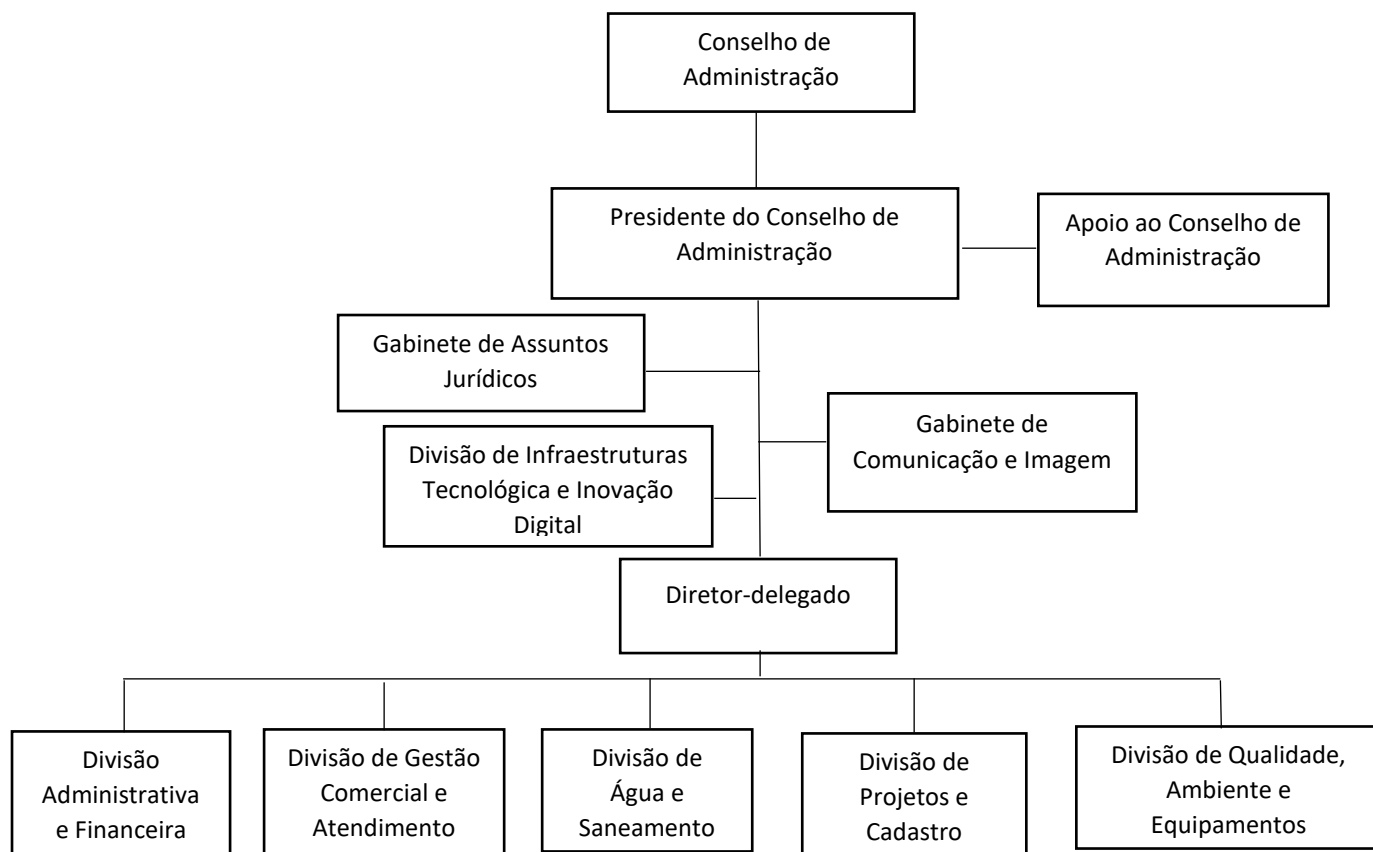 Conselho de
Administração
Presidente do Conselho de
Administração
Apoio ao Conselho de
Administração
Gabinete de Assuntos
Jurídicos
Gabinete de
Comunicação e Imagem
Divisão de Infraestruturas
Tecnológica e Inovação
Digital
Diretor-delegado
Divisão
Administrativa
e Financeira
Divisão de Gestão
Comercial e
Atendimento
Divisão de
Água e
Saneamento
Divisão de
Projetos e
Cadastro
Divisão de Qualidade,
Ambiente e
Equipamentos